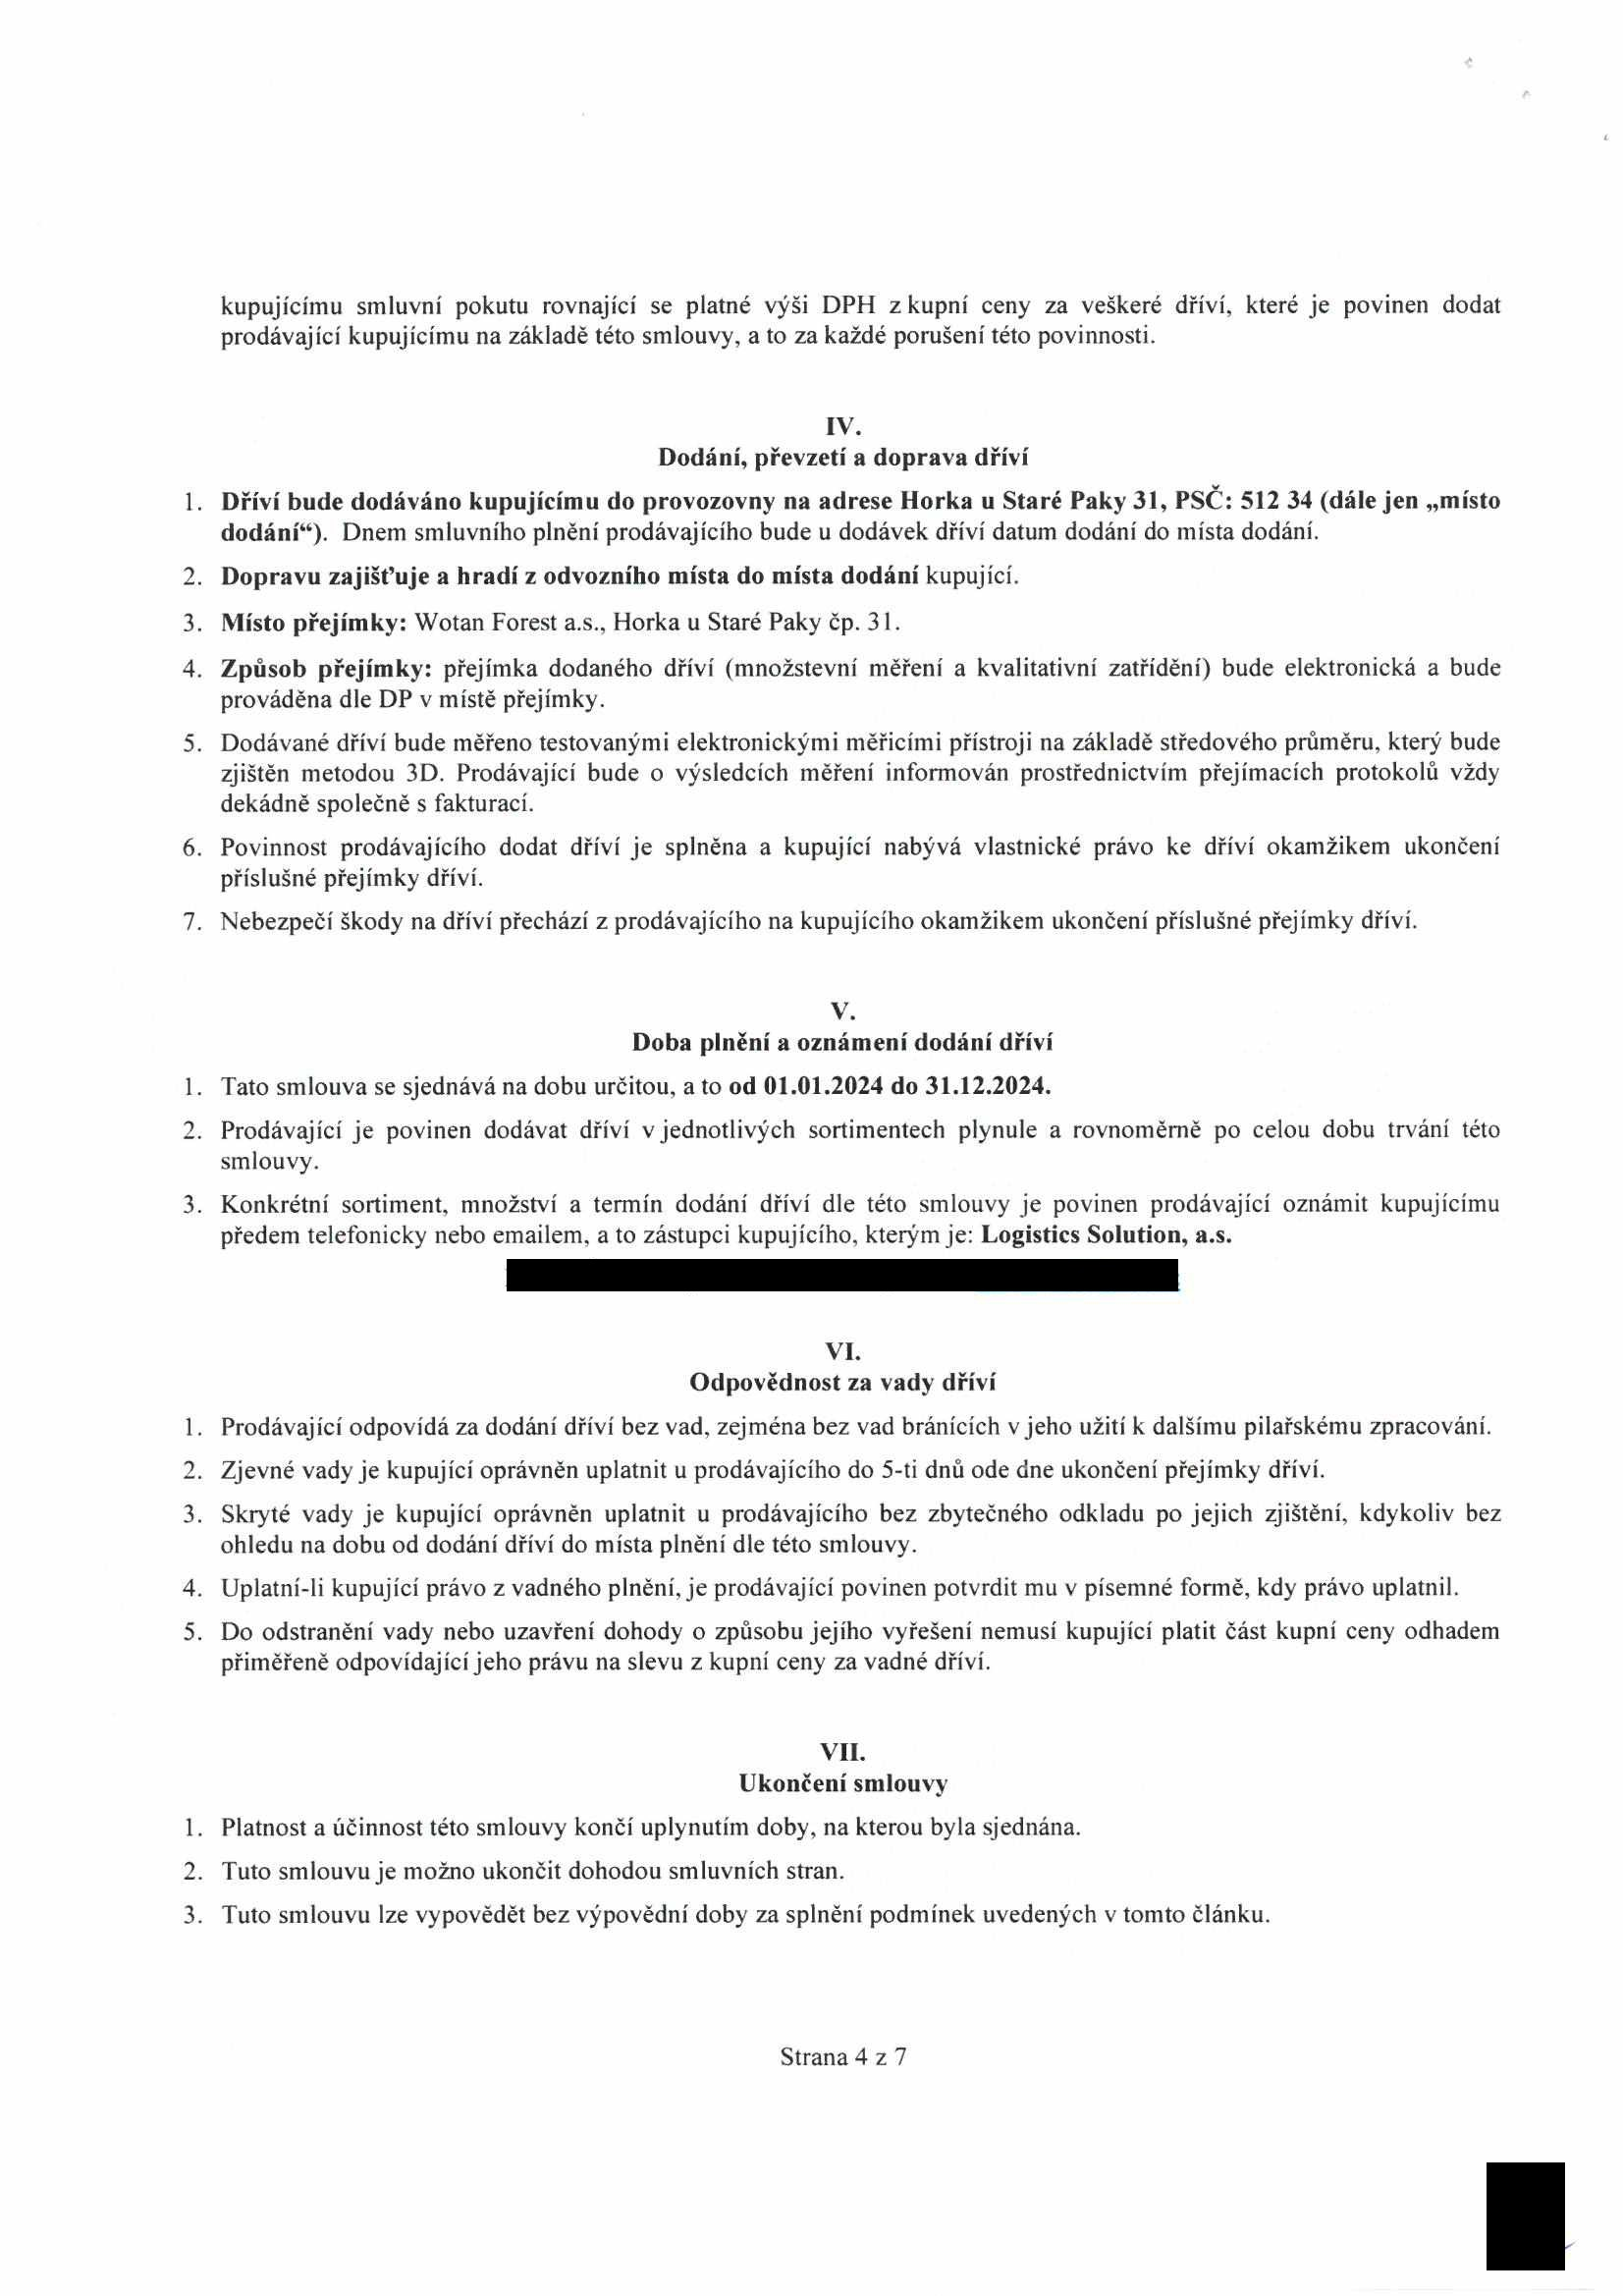 kupujícímu smluvní pokutu rovnající se platné výši DPH z kupní ceny za veškeré dříví, které je povinen dodat
prodávající kupujícímu na základě této smlouvy, a to za každé porušení této povinnosti.
IV.
Dodání, převzetí a doprava dříví
1. Dříví bude dodáváno kupujícímu do provozovny na adrese Horka u Staré Paky 31, PSČ: 512 34 (dále jen „místo
dodání“). Dnem smluvního plnění prodávajícího bude u dodávek dříví datum dodání do místa dodání.
2. Dopravu zajišťuje a hradí z odvozního místa do místa dodání kupující.
3. Místo přejímky: Wotan Forest a.s., Horka u Staré Paky čp. 31.
4. Způsob přejímky: přejímka dodaného dříví (množstevní měření a kvalitativní zatřídění) bude elektronická a bude
prováděna dle DP v místě přejímky.
5. Dodávané dříví bude měřeno testovanými elektronickými měřicími přístroji na základě středového průměru, který bude
zjištěn metodou 3D. Prodávající bude o výsledcích měření informován prostřednictvím přejímacích protokolů vždy
dekádně společně s fakturací.
6. Povinnost prodávajícího dodat dříví je splněna a kupující nabývá vlastnické právo ke dříví okamžikem ukončení
příslušné přejímky dříví.
7. Nebezpečí škody na dříví přechází z prodávajícího na kupujícího okamžikem ukončení příslušné přejímky dříví.
V.
Doba plnění a oznámení dodání dříví
1. Tato smlouva se sjednává na dobu určitou, a to od 01.01.2024 do 31.12.2024.
2. Prodávající je povinen dodávat dříví v jednotlivých sortimentech plynule a rovnoměrně po celou dobu trvání této
smlouvy.
3. Konkrétní sortiment, množství a termín dodání dříví dle této smlouvy je povinen prodávající oznámit kupujícímu
předem telefonicky nebo emailem, a to zástupci kupujícího, kterým je: Logistics Solution, a.s.
VI.
Odpovědnost za vady dříví
1. Prodávající odpovídá za dodání dříví bez vad, zejména bez vad bránících v jeho užití k dalšímu pilařskému zpracování.
2. Zjevné vady je kupující oprávněn uplatnit u prodávajícího do 5-ti dnů ode dne ukončení přejímky dříví.
3. Skryté vady je kupující oprávněn uplatnit u prodávajícího bez zbytečného odkladu po jejich zjištění, kdykoliv bez
ohledu na dobu od dodání dříví do místa plnění dle této smlouvy.
4. Uplatní-li kupující právo z vadného plnění, je prodávající povinen potvrdit mu v písemné formě, kdy právo uplatnil.
5. Do odstranění vady nebo uzavření dohody o způsobu jejího vyřešení nemusí kupující platit část kupní ceny odhadem
přiměřeně odpovídající jeho právu na slevu z kupní ceny za vadné dříví.
VII.
Ukončení smlouvy
1. Platnost a účinnost této smlouvy končí uplynutím doby, na kterou byla sjednána.
2. Tuto smlouvu je možno ukončit dohodou smluvních stran.
3. Tuto smlouvu lze vypovědět bez výpovědní doby za splnění podmínek uvedených v tomto článku.
Strana 4 z 7